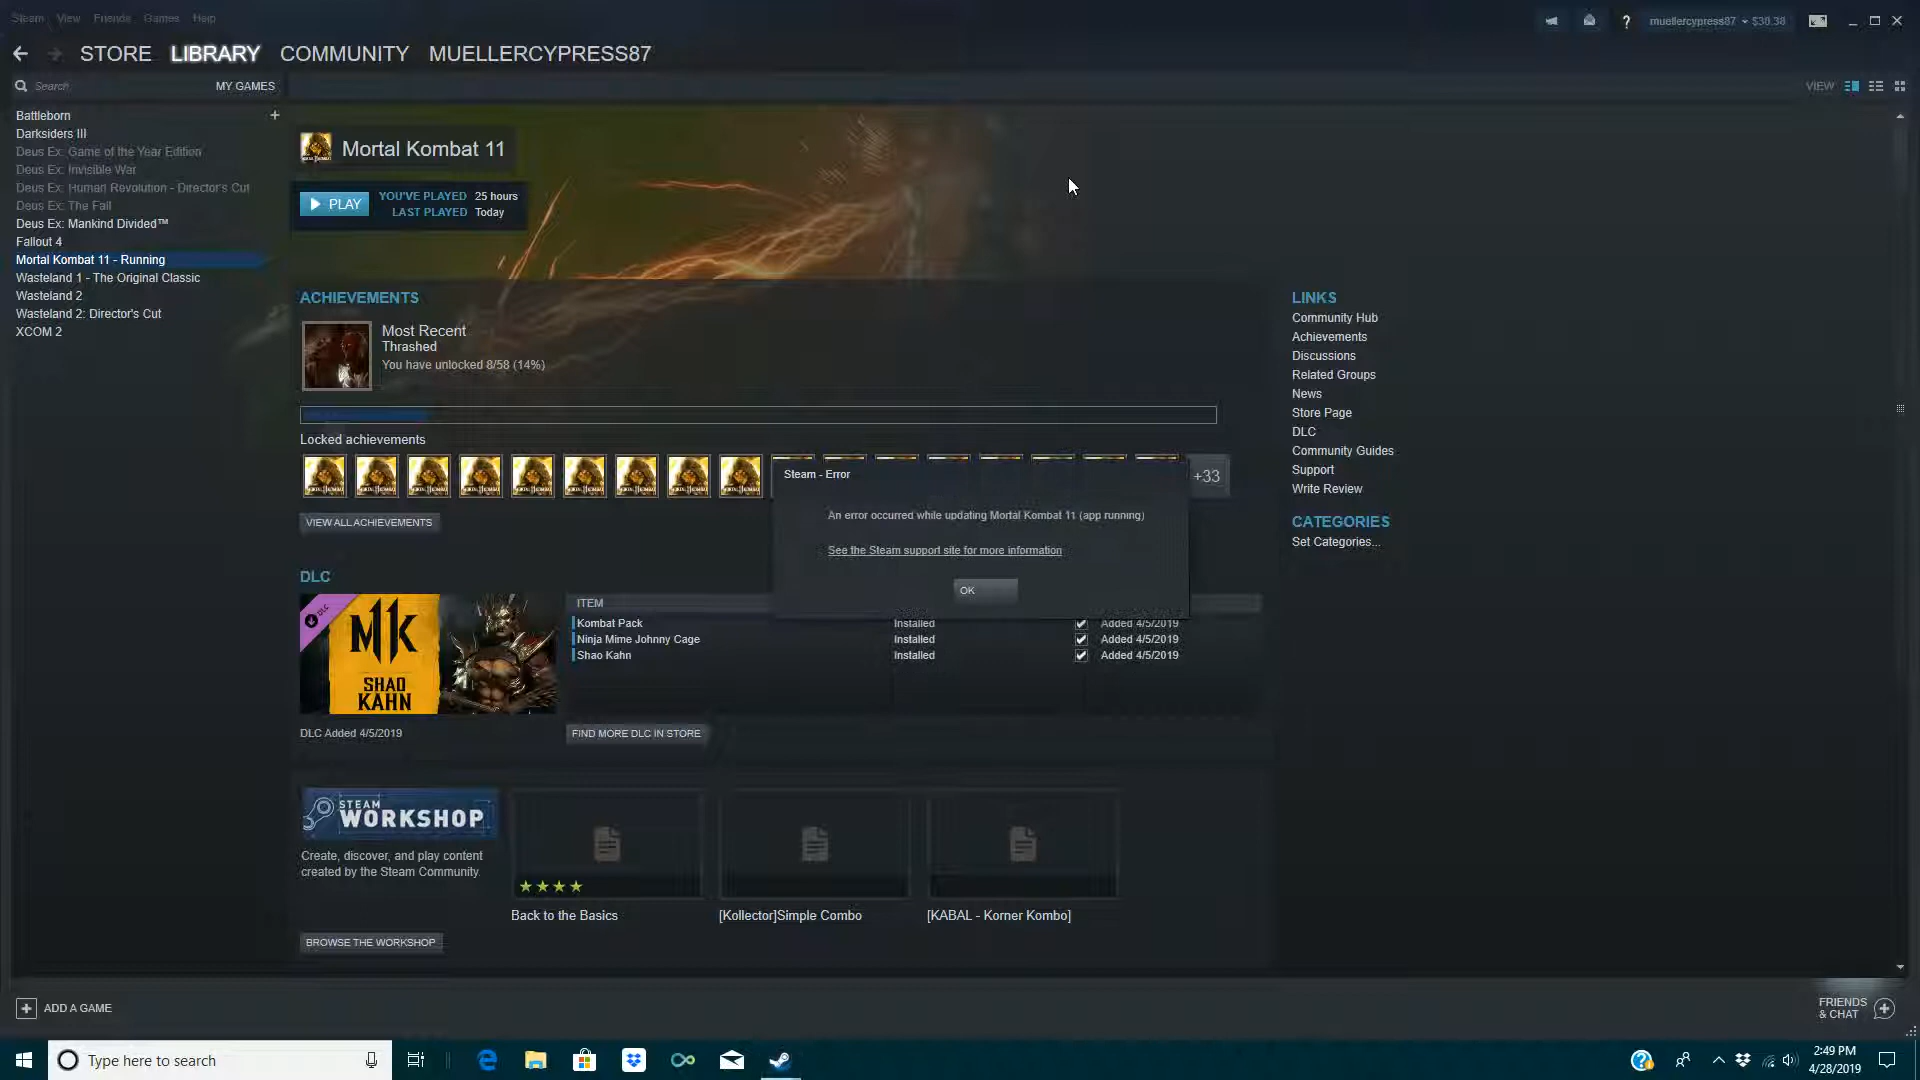 Steam View Friends Games Help
muellercypress87 $38.38
STORE LIBRARY COMMUNITY MUELLERCYPRESS87
Search MY GAMES
VIEW
Battleborn
Darksiders III
Deus Ex: Game of the Year Edition
Deus Ex: Invisible War
Deus Ex: Human Revolution - Director's Cut
Deus Ex: The Fall
Deus Ex: Mankind Divided™
Fallout 4
Mortal Kombat 11 - Running
Wasteland 1 - The Original Classic
Wasteland 2
Wasteland 2: Director's Cut
XCOM 2
Mortal Kombat 11
PLAY
YOU'VE PLAYED 25 hours
LAST PLAYED Today
ACHIEVEMENTS
Most Recent
Thrashed
You have unlocked 8/58 (14%)
Locked achievements
+33
VIEW ALL ACHIEVEMENTS
Steam - Error
An error occurred while updating Mortal Kombat 11 (app running)
See the Steam support site for more information
OK
DLC
DLC
MK
SHAO
KAHN
DLC Added 4/5/2019
ITEM
Kombat Pack Installed Added 4/5/2019
Ninja Mime Johnny Cage Installed Added 4/5/2019
Shao Kahn Installed Added 4/5/2019
FIND MORE DLC IN STORE
STEAM
WORKSHOP
Create, discover, and play content
created by the Steam Community.
Back to the Basics
[Kollector]Simple Combo
[KABAL - Korner Kombo]
BROWSE THE WORKSHOP
LINKS
Community Hub
Achievements
Discussions
Related Groups
News
Store Page
DLC
Community Guides
Support
Write Review
CATEGORIES
Set Categories...
ADD A GAME
FRIENDS
& CHAT
Type here to search
2:49 PM
4/28/2019